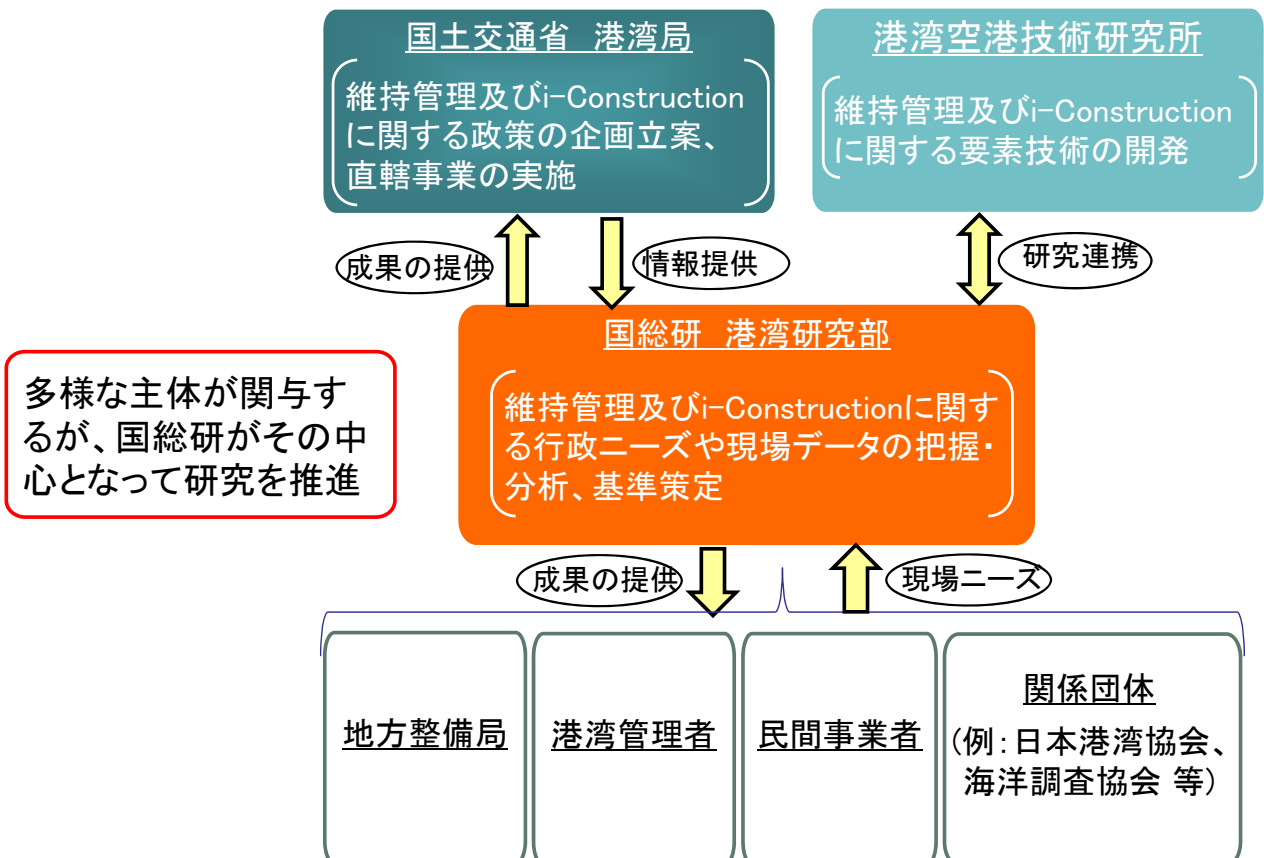 国土交通省 港湾局
維持管理及びi-Construction
に関する政策の企画立案、
直轄事業の実施
港湾空港技術研究所
維持管理及びi-Construction
に関する要素技術の開発
成果の提供
情報提供
研究連携
国総研 港湾研究部
維持管理及びi-Constructionに関す
る行政ニーズや現場データの把握・
分析、基準策定
多様な主体が関与す
るが、国総研がその中
心となって研究を推進
成果の提供
現場ニーズ
地方整備局
港湾管理者
民間事業者
関係団体
(例:日本港湾協会、
海洋調査協会 等)